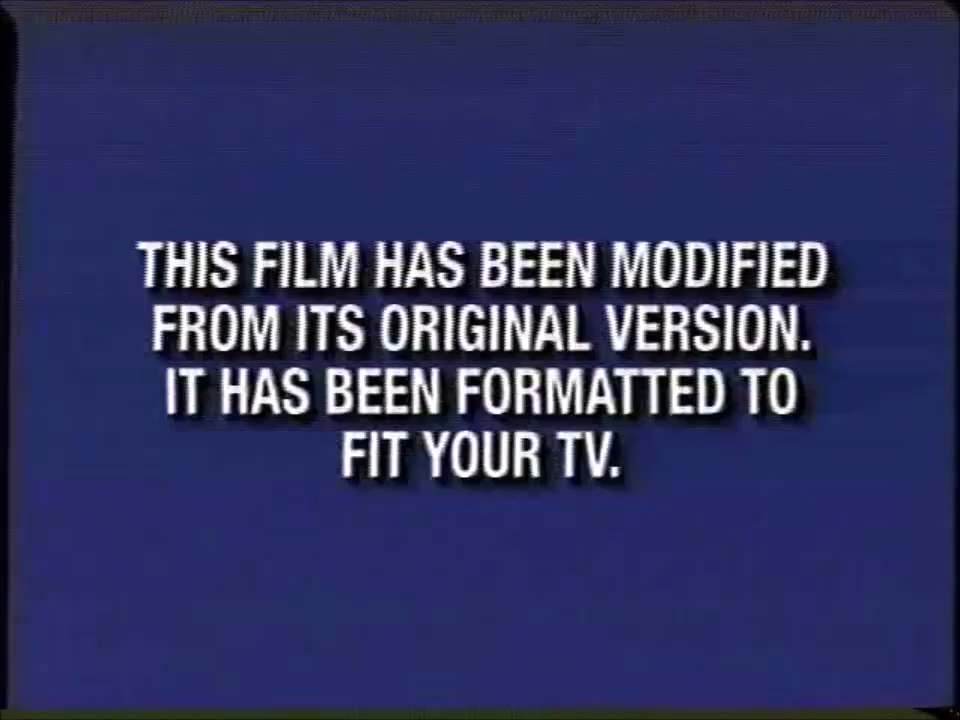 THIS FILM HAS BEEN MODIFIED
FROM ITS ORIGINAL VERSION.
IT HAS BEEN FORMATTED TO
FIT YOUR TV.